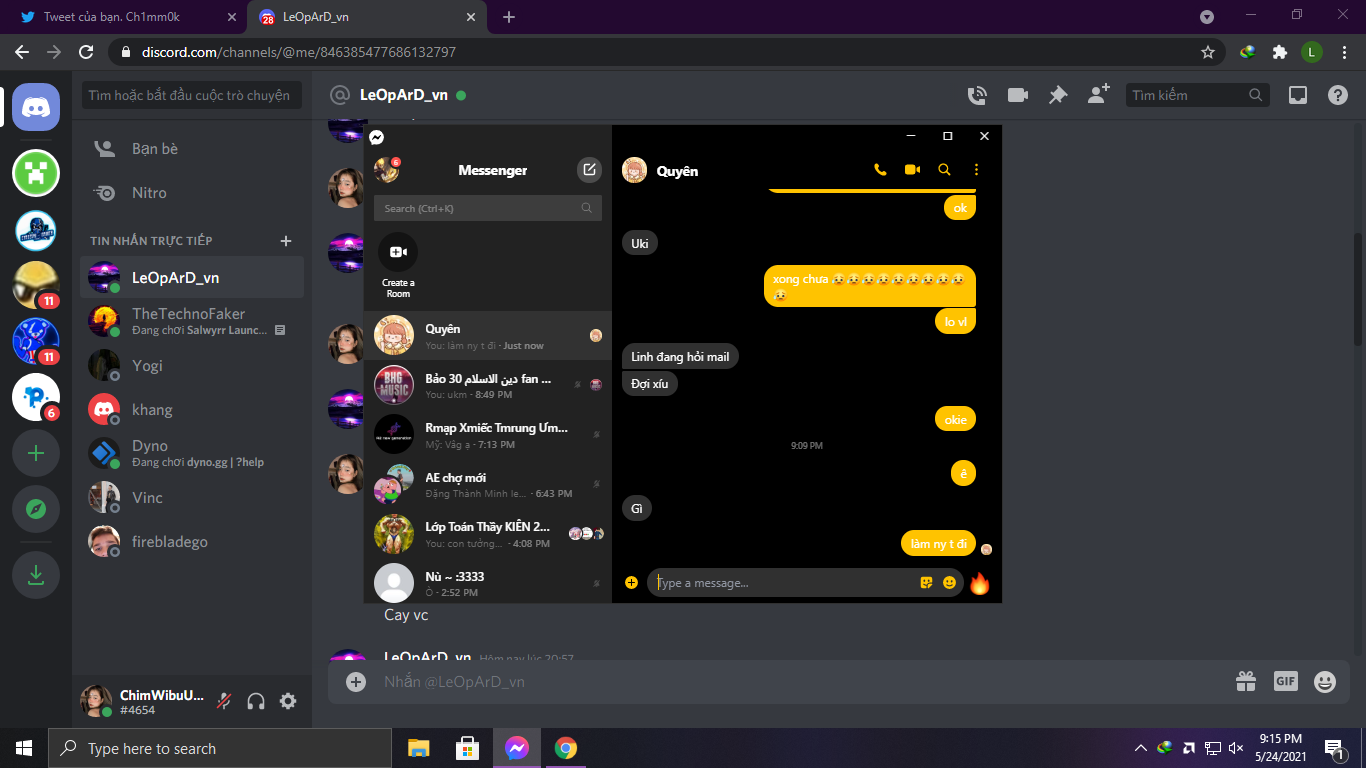 Tweet của bạn. Ch1mm0k
28
LeOpArD_vn
discord.com/channels/@me/846385477686132797
L
Tìm hoặc bắt đầu cuộc trò chuyện
Bạn bè
Nitro
TIN NHẮN TRỰC TIẾP
LeOpArD_vn
TheTechnoFaker
Đang chơi Salwyrr Launc...
Yogi
khang
Dyno
Đang chơi dyno.gg | ?help
Vinc
firebladego
11
11
6
ChimWibuU...
#4654
@ LeOpArD_vn
Tìm kiếm
6
Messenger
Search (Ctrl+K)
Create a
Room
Quyên
You: làm ny t đi · Just now
BHG
MUSIC
Bảo 30 دين الاسلام fan ...
You: ukm · 8:49 PM
Rmạp Xmiếc Tmrung Ưm...
Mỹ: Vâg ạ · 7:13 PM
AE chợ mới
Đặng Thành Minh le... · 6:43 PM
Lớp Toán Thầy KIÊN 2...
You: con tưởng... · 4:08 PM
Nù ~ :3333
Ò · 2:52 PM
Quyên
ok
Uki
xong chưa 😢😢😢😢😢😢😢😢😢
😢
lo vl
Linh đang hỏi mail
Đợi xíu
okie
9:09 PM
ê
Gì
làm ny t đi
Type a message...
Cay vc
LeOpArD_vn Hôm nay lúc 20:57
Nhắn @LeOpArD_vn
GIF
Type here to search
9:15 PM
5/24/2021
1